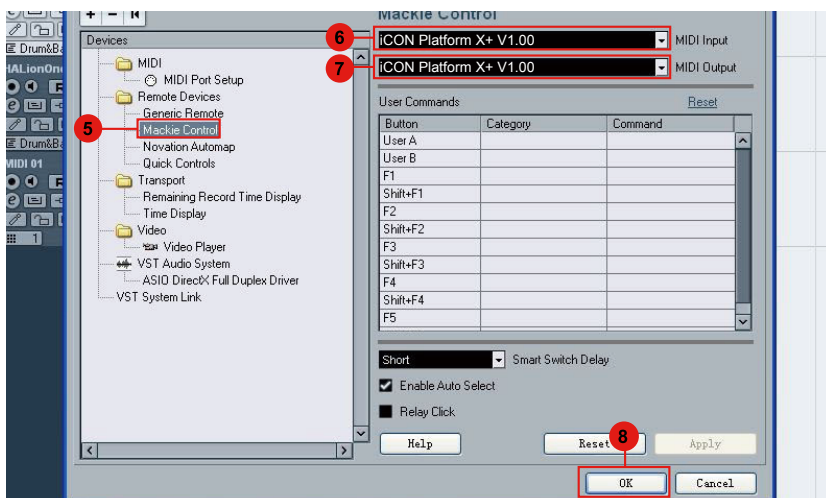 Mackie Control
Devices
MIDI
MIDI Port Setup
Remote Devices
Generic Remote
5
Mackie Control
Novation Automap
Quick Controls
Transport
Remaining Record Time Display
Time Display
Video
Video Player
VST Audio System
ASIO DirectX Full Duplex Driver
VST System Link
6
iCON Platform X+ V1.00
MIDI Input
7
iCON Platform X+ V1.00
MIDI Output
User Commands
Reset
Button Category Command
User A
User B
F1
Shift+F1
F2
Shift+F2
F3
Shift+F3
F4
Shift+F4
F5
Short
Smart Switch Delay
Enable Auto Select
Relay Click
Help
Reset
Apply
8
OK
Cancel
Drum&Ba
HALionOne
Drum&Ba
MIDI 01
1